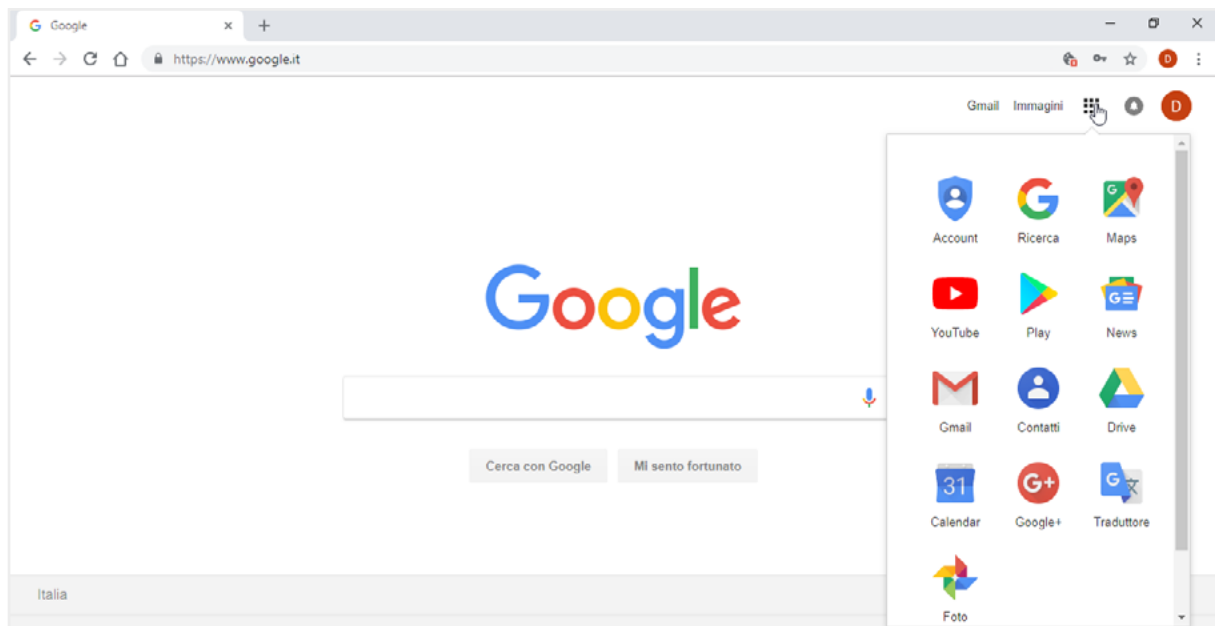 Google
https://www.google.it
D
Gmail Immagini D
Account Ricerca Maps
YouTube Play News
Gmail Contatti Drive
31 G+ G
Calendar Google+ Traduttore
Foto
Google
Cerca con Google Mi sento fortunato
Italia